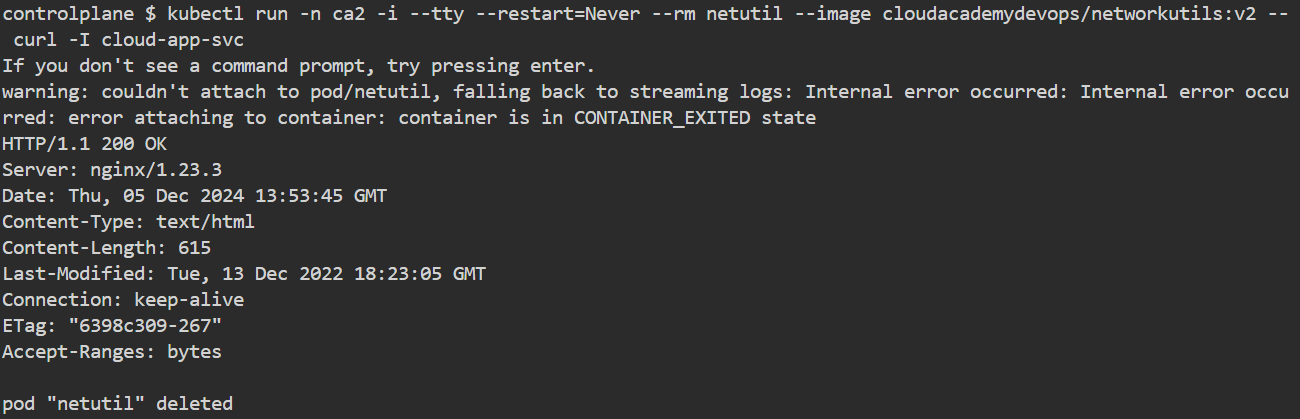 controlplane $ kubectl run -n ca2 -i --tty --restart=Never --rm netutil --image cloudacademydevops/networkutils:v2 --
 curl -I cloud-app-svc
If you don't see a command prompt, try pressing enter.
warning: couldn't attach to pod/netutil, falling back to streaming logs: Internal error occurred: Internal error occu
rred: error attaching to container: container is in CONTAINER_EXITED state
HTTP/1.1 200 OK
Server: nginx/1.23.3
Date: Thu, 05 Dec 2024 13:53:45 GMT
Content-Type: text/html
Content-Length: 615
Last-Modified: Tue, 13 Dec 2022 18:23:05 GMT
Connection: keep-alive
ETag: "6398c309-267"
Accept-Ranges: bytes

pod "netutil" deleted